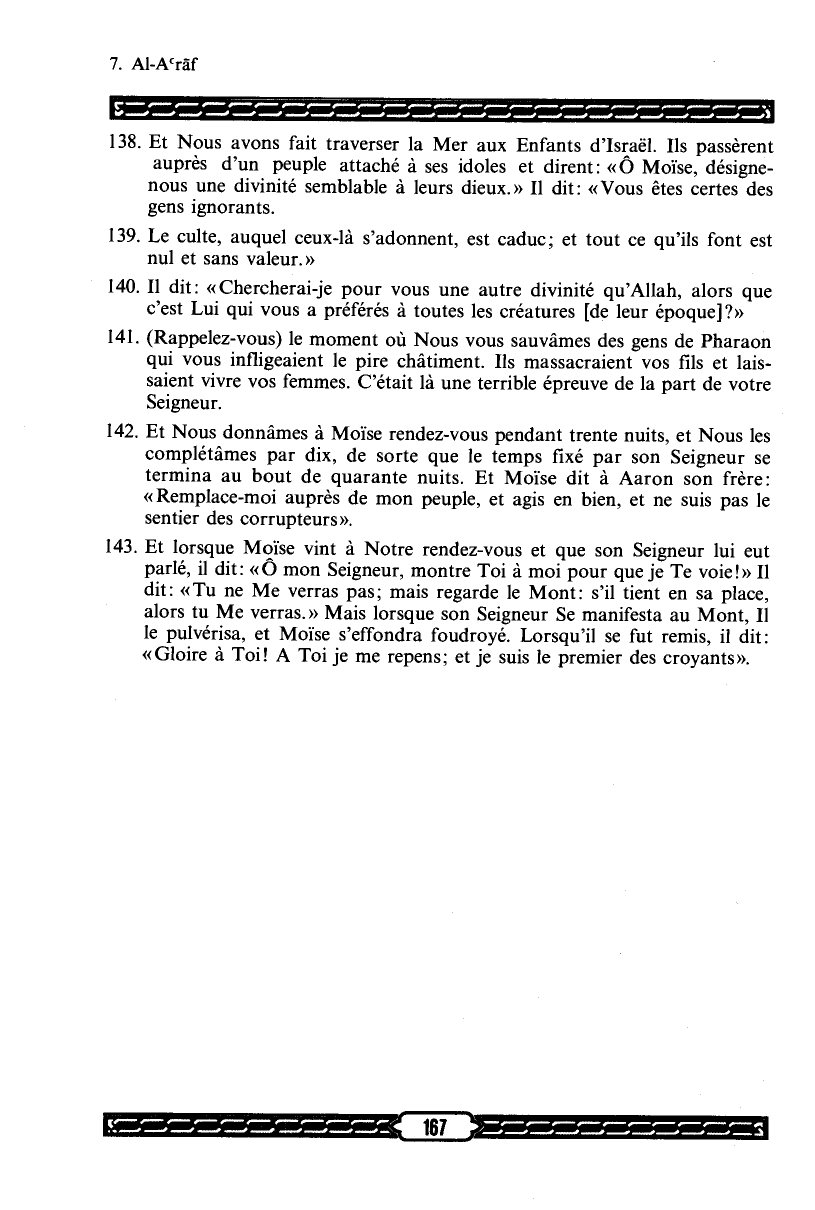 7. Al-Aʿrāf
138. Et Nous avons fait traverser la Mer aux Enfants d’Israël. Ils passèrent
auprès d’un peuple attaché à ses idoles et dirent: «Ô Moïse, désigne-
nous une divinité semblable à leurs dieux.» Il dit: «Vous êtes certes des
gens ignorants.
139. Le culte, auquel ceux-là s’adonnent, est caduc; et tout ce qu’ils font est
nul et sans valeur.»
140. Il dit: «Chercherai-je pour vous une autre divinité qu’Allah, alors que
c’est Lui qui vous a préférés à toutes les créatures [de leur époque]?»
141. (Rappelez-vous) le moment où Nous vous sauvâmes des gens de Pharaon
qui vous infligeaient le pire châtiment. Ils massacraient vos fils et lais-
saient vivre vos femmes. C’était là une terrible épreuve de la part de votre
Seigneur.
142. Et Nous donnâmes à Moïse rendez-vous pendant trente nuits, et Nous les
complétâmes par dix, de sorte que le temps fixé par son Seigneur se
termina au bout de quarante nuits. Et Moïse dit à Aaron son frère:
«Remplace-moi auprès de mon peuple, et agis en bien, et ne suis pas le
sentier des corrupteurs».
143. Et lorsque Moïse vint à Notre rendez-vous et que son Seigneur lui eut
parlé, il dit: «Ô mon Seigneur, montre Toi à moi pour que je Te voie!» Il
dit: «Tu ne Me verras pas; mais regarde le Mont: s’il tient en sa place,
alors tu Me verras.» Mais lorsque son Seigneur Se manifesta au Mont, Il
le pulvérisa, et Moïse s’effondra foudroyé. Lorsqu’il se fut remis, il dit:
«Gloire à Toi! A Toi je me repens; et je suis le premier des croyants».
167